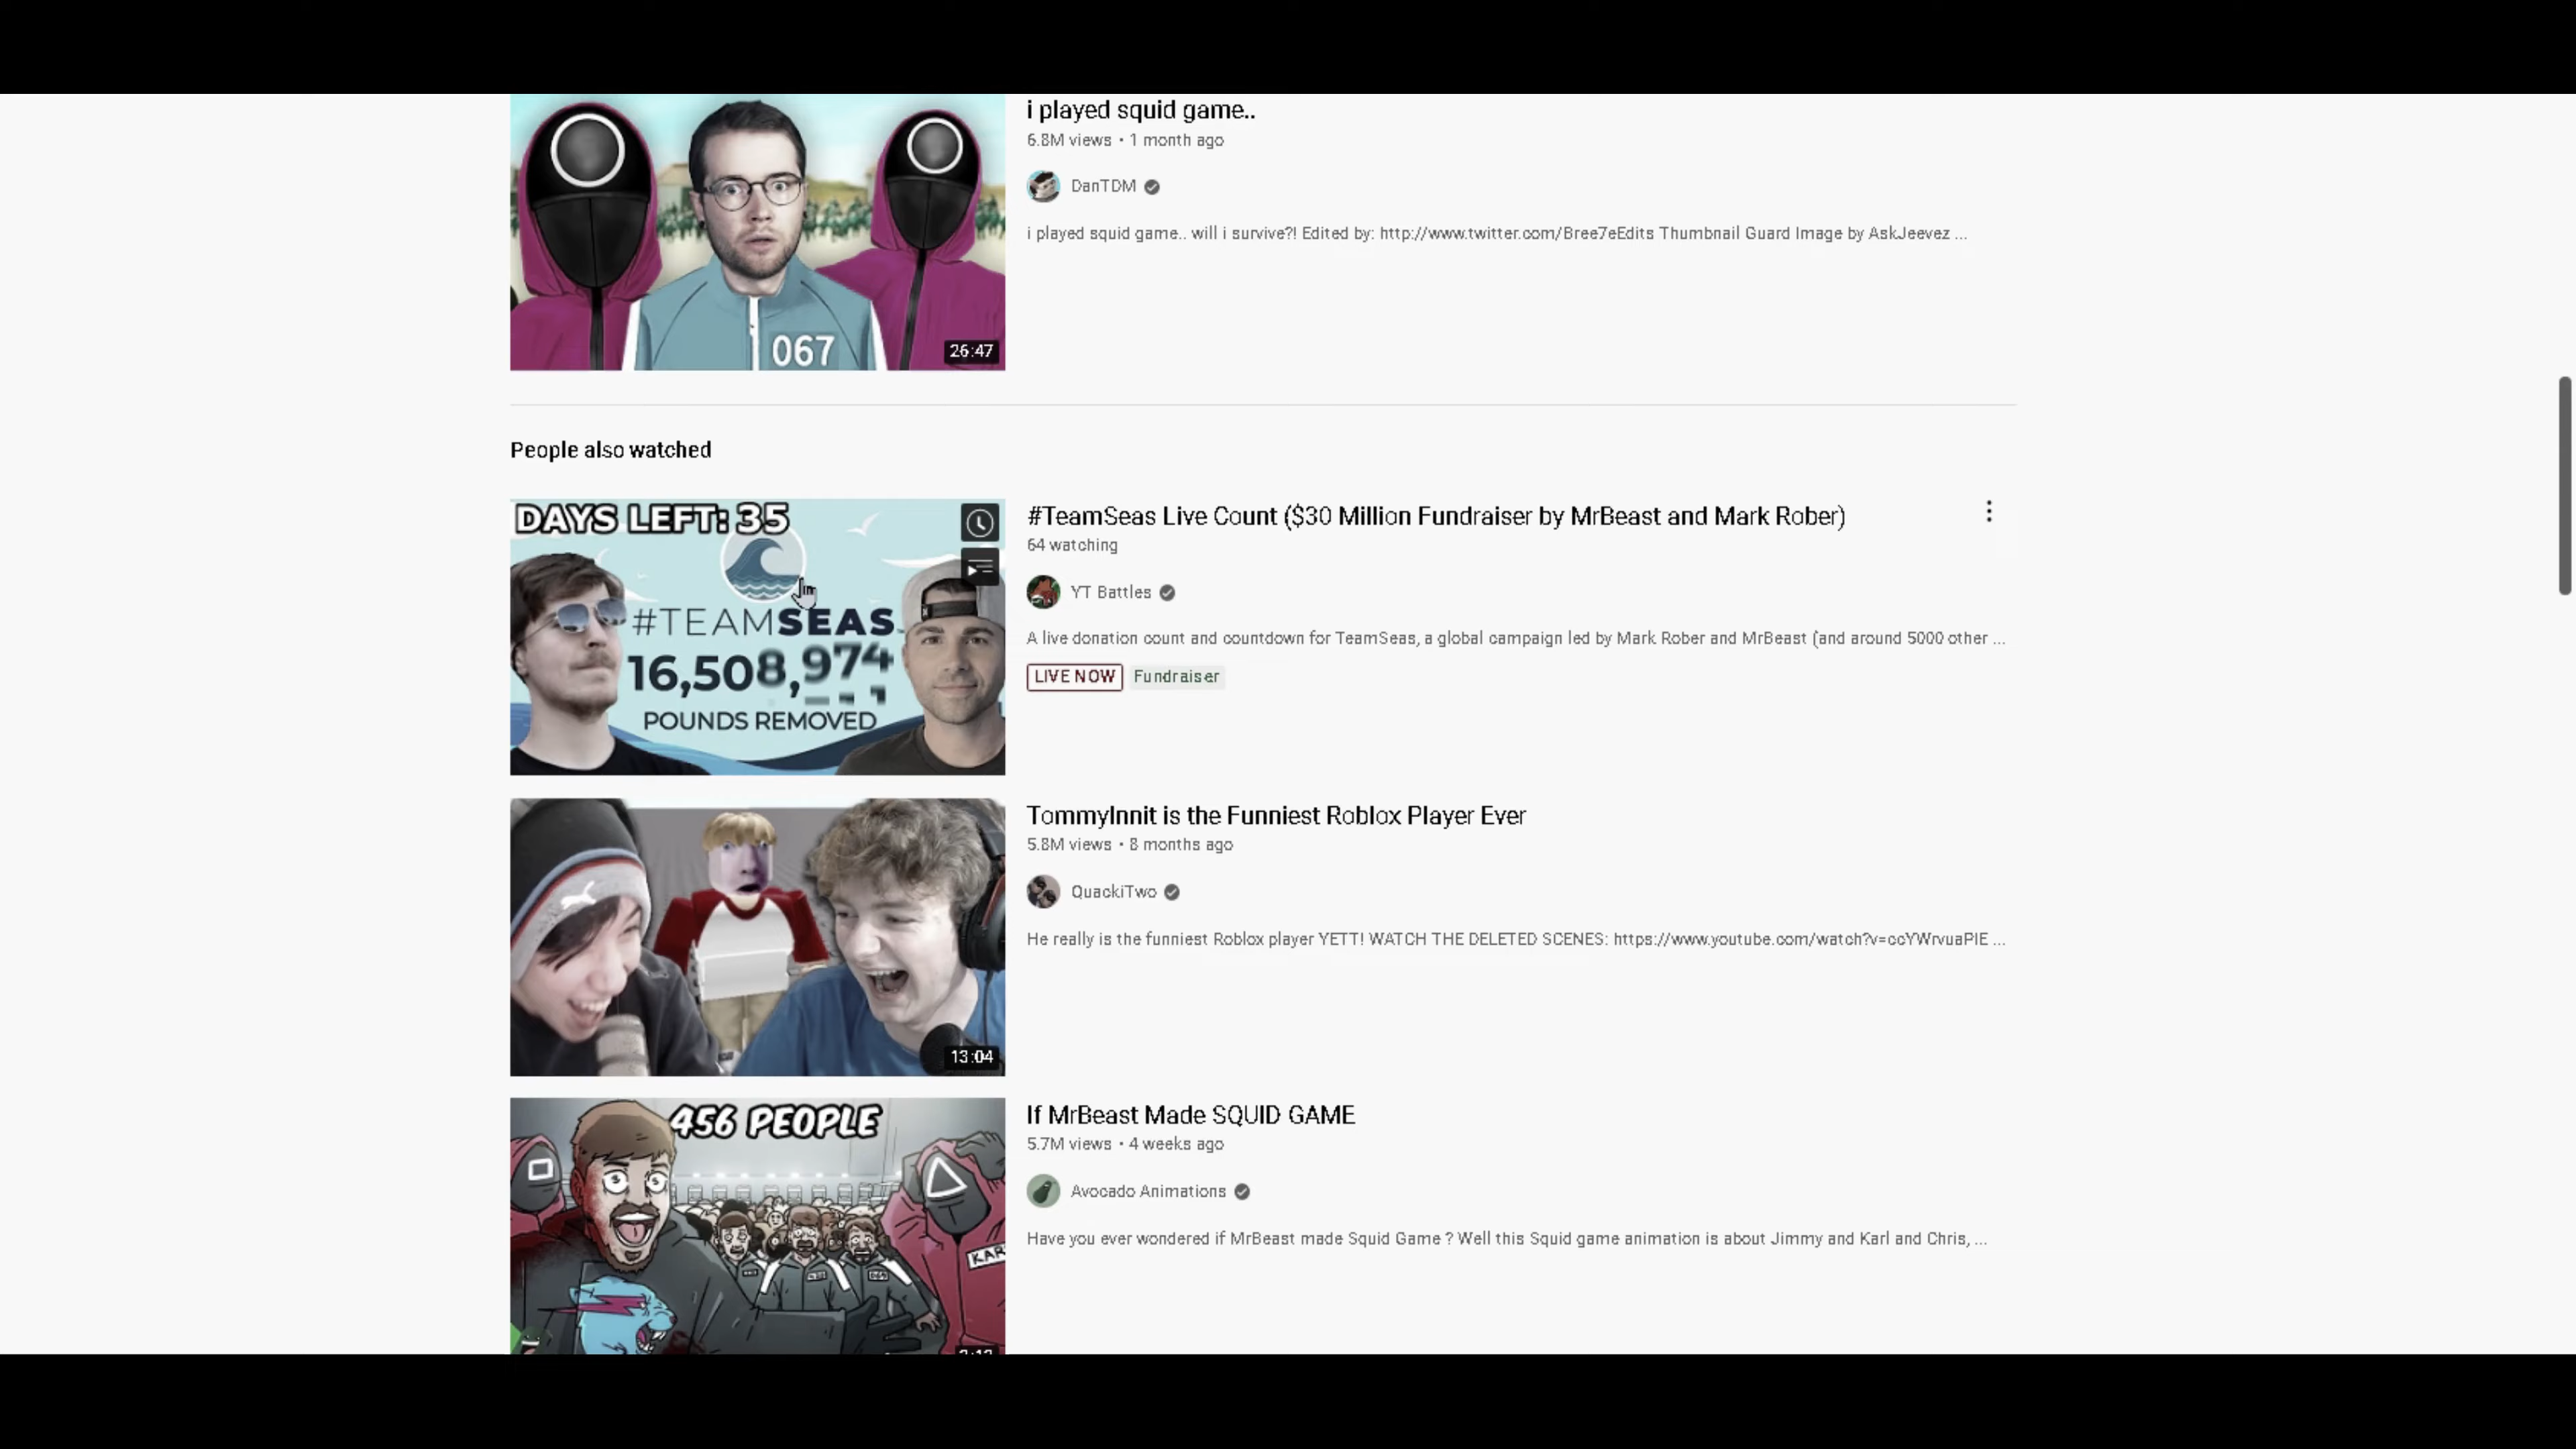 i played squid game..
6.8M views • 1 month ago
DanTDM
i played squid game.. will i survive?! Edited by: http://www.twitter.com/Bree7eEdits Thumbnail Guard Image by AskJeevez ...
067
26:47
People also watched
DAYS LEFT: 35
#TEAMSEAS
16,508,974
POUNDS REMOVED
#TeamSeas Live Count ($30 Million Fundraiser by MrBeast and Mark Rober)
64 watching
YT Battles
A live donation count and countdown for TeamSeas, a global campaign led by Mark Rober and MrBeast (and around 5000 other ...
LIVE NOW Fundraiser
13:04
TommyInnit is the Funniest Roblox Player Ever
5.8M views • 8 months ago
QuackiTwo
He really is the funniest Roblox player YETT! WATCH THE DELETED SCENES: https://www.youtube.com/watch?v=ccYWrvuaPIE ...
456 PEOPLE
KAR
If MrBeast Made SQUID GAME
5.7M views • 4 weeks ago
Avocado Animations
Have you ever wondered if MrBeast made Squid Game ? Well this Squid game animation is about Jimmy and Karl and Chris, ...